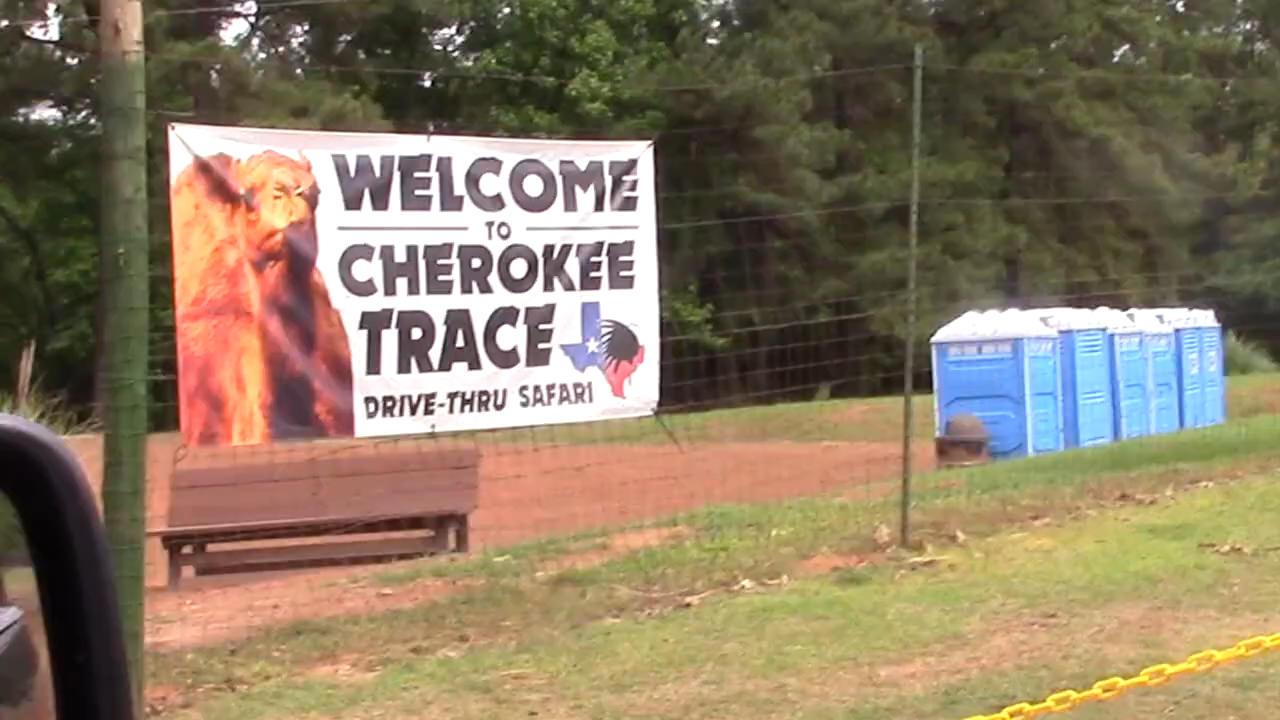 WELCOME
TO
CHEROKEE
TRACE
DRIVE-THRU SAFARI